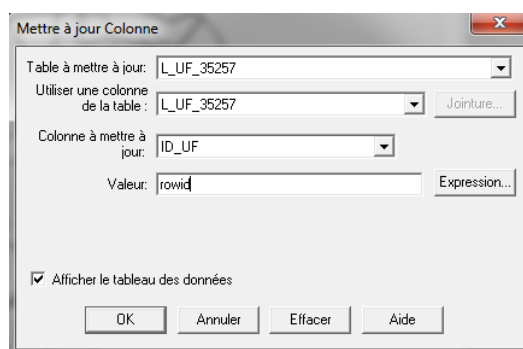 Mettre à jour Colonne
Table à mettre à jour: L_UF_35257
Utiliser une colonne
de la table : L_UF_35257 Jointure...
Colonne à mettre à
jour: ID_UF
Valeur: rowid Expression...
Afficher le tableau des données
OK Annuler Effacer Aide